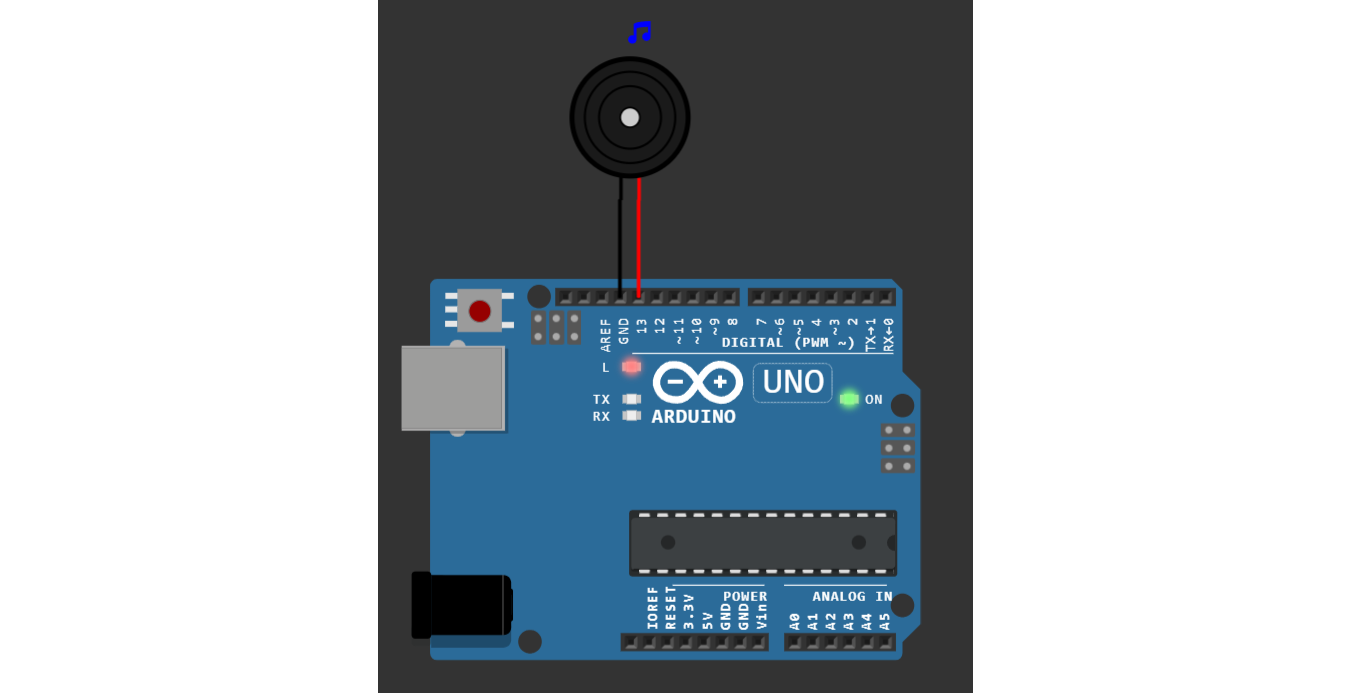 AREF
GND
13
12
~11
~10
~9
8
7
~6
~5
4
~3
2
TX→1
RX←0
DIGITAL (PWM ~)
L
TX
RX
ARDUINO
UNO
ON
IOREF
RESET
3.3V
5V
GND
GND
Vin
POWER
ANALOG IN
A0
A1
A2
A3
A4
A5